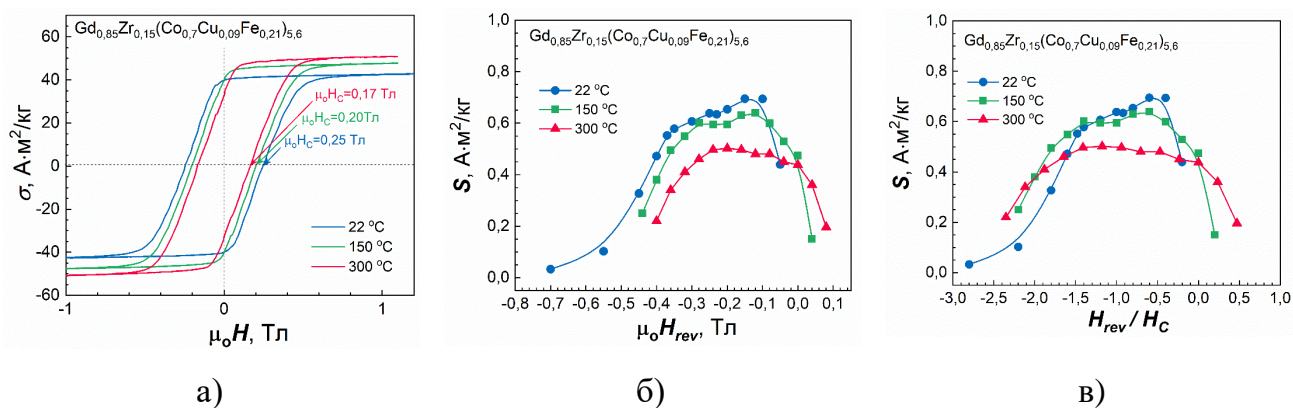 Gd0,85Zr0,15(Co0,7Cu0,09Fe0,21)5,6
60
40
20
0
-20
-40
-60
σ, А·м²/кг
μoHC=0,17 Тл
μoHC=0,20Тл
μoHC=0,25 Тл
22 °C
150 °C
300 °C
-1 0 1
μoH, Тл
а)
Gd0,85Zr0,15(Co0,7Cu0,09Fe0,21)5,6
1,0
0,8
0,6
0,4
0,2
0,0
S, А·м²/кг
22 °C
150 °C
300 °C
-0,8 -0,7 -0,6 -0,5 -0,4 -0,3 -0,2 -0,1 0,0 0,1
μoHrev, Тл
б)
Gd0,85Zr0,15(Co0,7Cu0,09Fe0,21)5,6
1,0
0,8
0,6
0,4
0,2
0,0
S, А·м²/кг
22 °C
150 °C
300 °C
-3,0 -2,5 -2,0 -1,5 -1,0 -0,5 0,0 0,5 1,0
Hrev / HC
в)